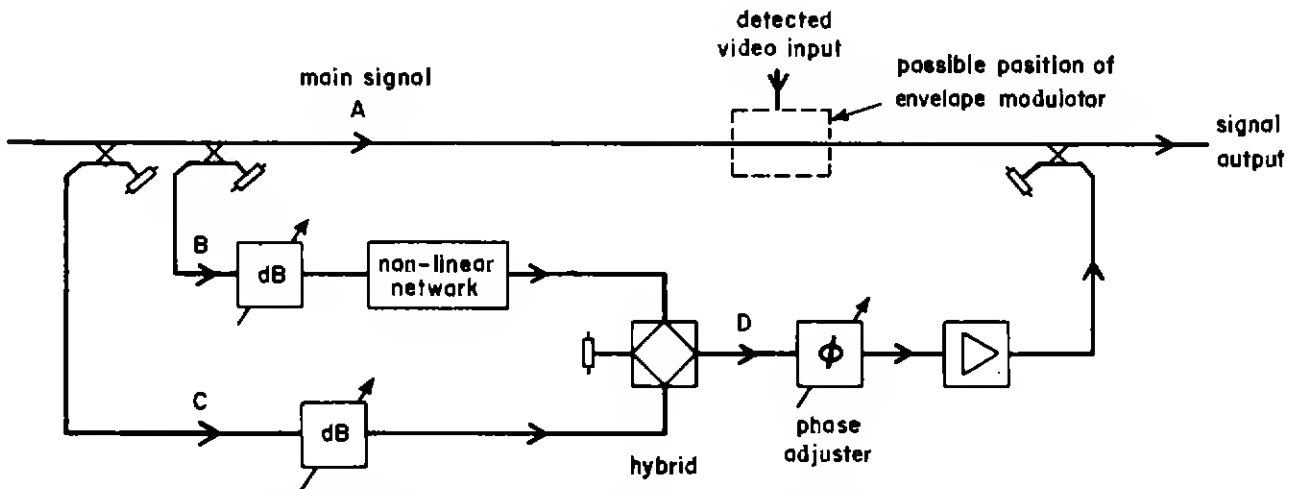 detected
video input
main signal
A
possible position of
envelope modulator
signal
output
B
dB
non-linear
network
D
ϕ
C
dB
phase
adjuster
hybrid